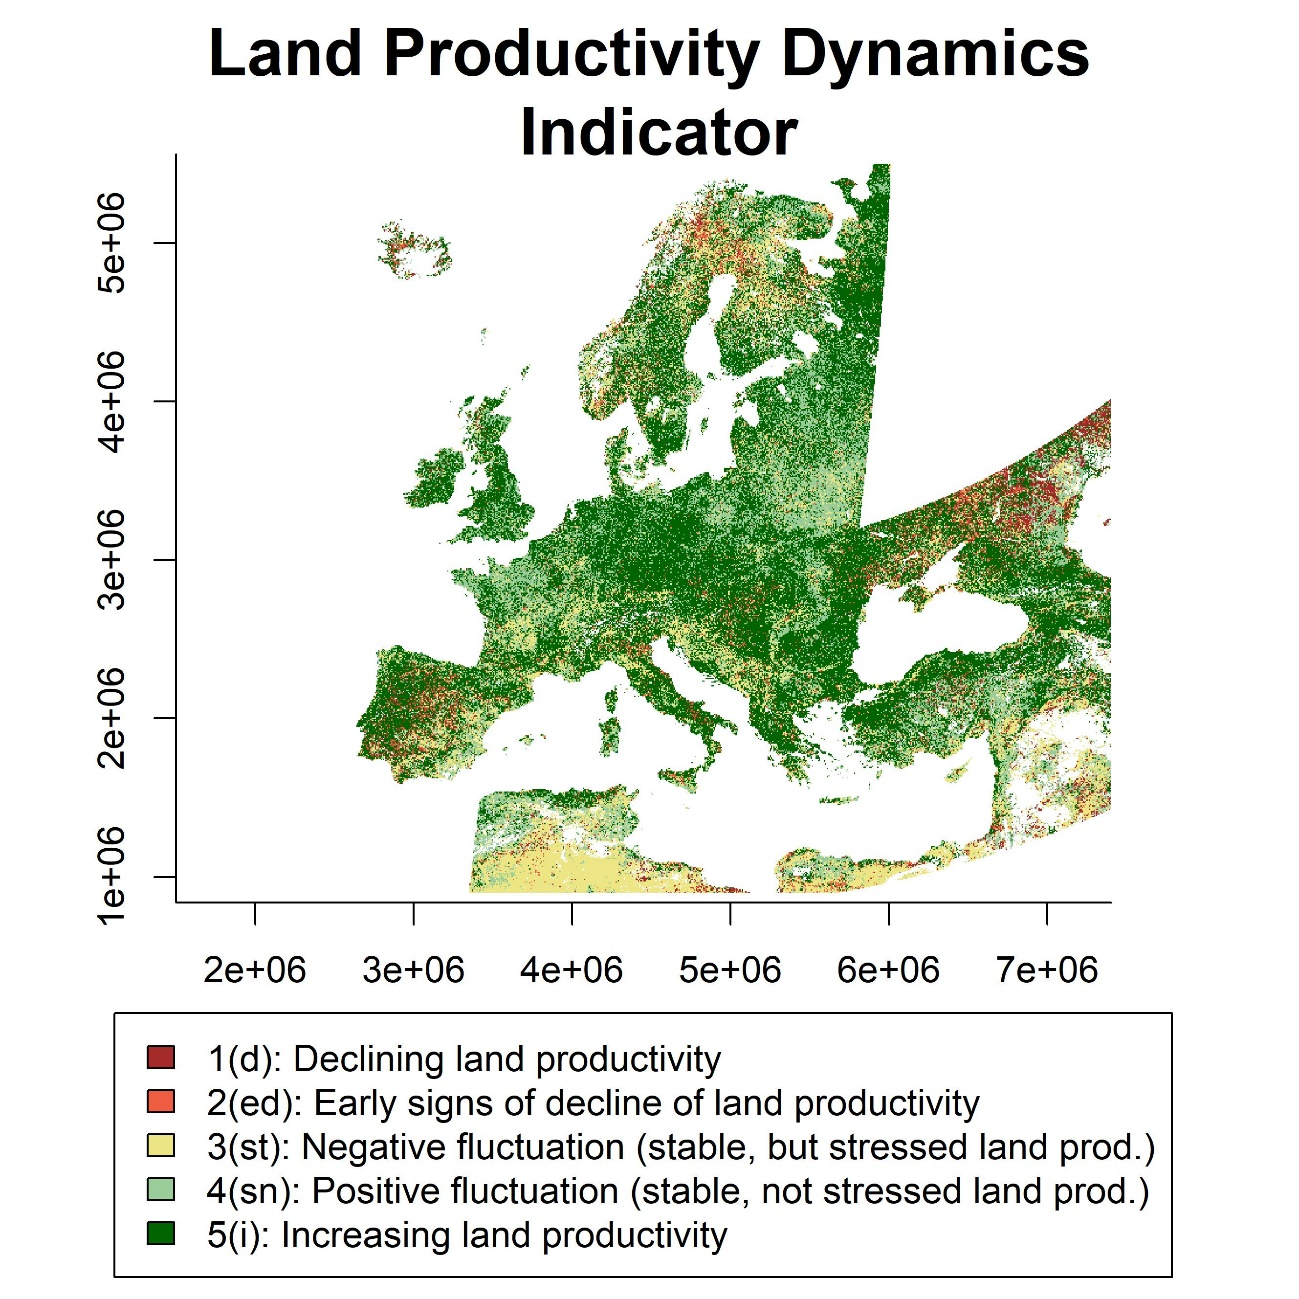 Land Productivity Dynamics
Indicator
5e+06
4e+06
3e+06
2e+06
1e+06
2e+06 3e+06 4e+06 5e+06 6e+06 7e+06
1(d): Declining land productivity
2(ed): Early signs of decline of land productivity
3(st): Negative fluctuation (stable, but stressed land prod.)
4(sn): Positive fluctuation (stable, not stressed land prod.)
5(i): Increasing land productivity